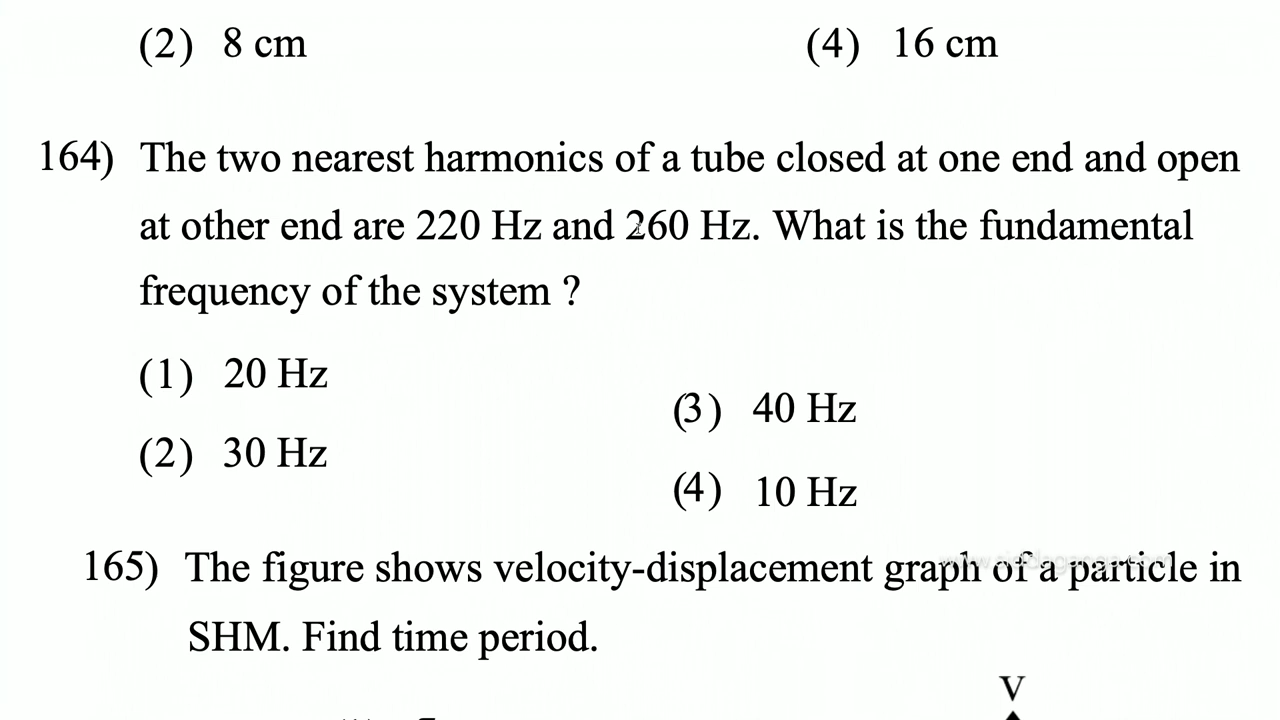 (2) 8 cm (4) 16 cm
164) The two nearest harmonics of a tube closed at one end and open
at other end are 220 Hz and 260 Hz. What is the fundamental
frequency of the system ?
(1) 20 Hz
(3) 40 Hz
(2) 30 Hz
(4) 10 Hz
165) The figure shows velocity-displacement graph of a particle in
SHM. Find time period.
V